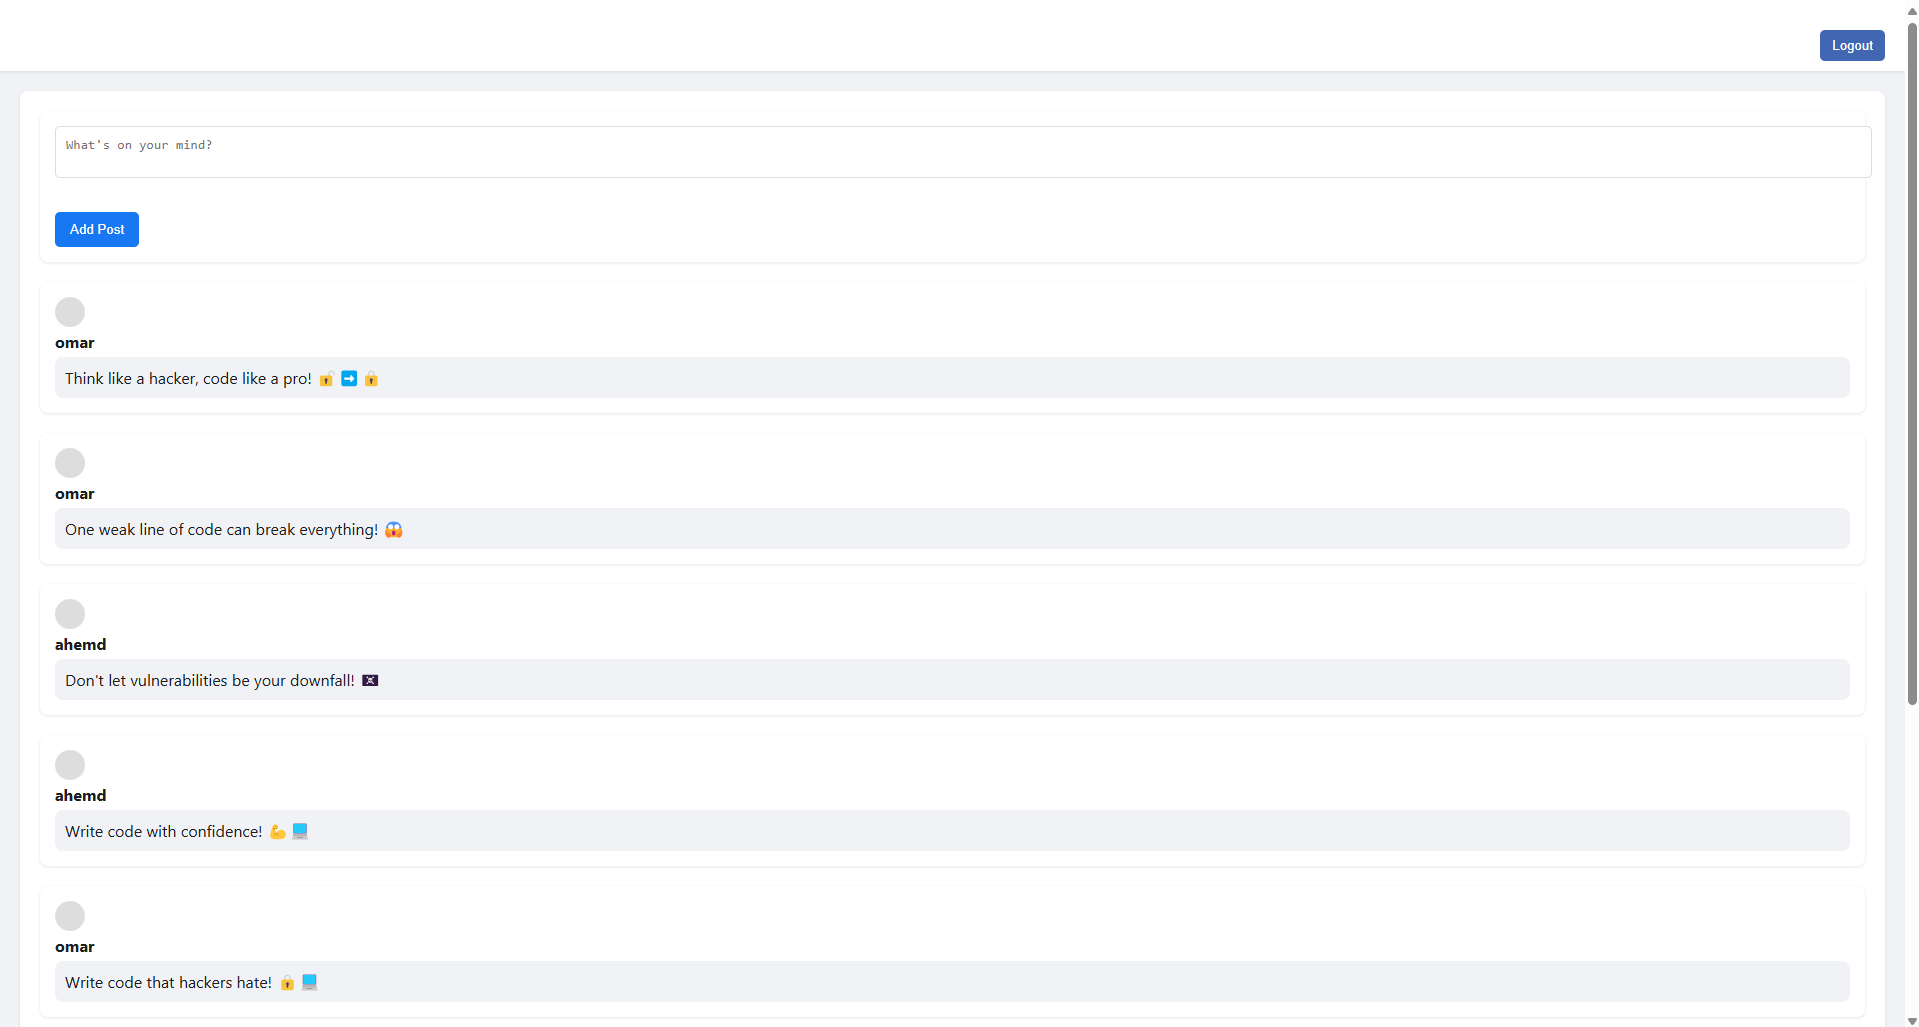 Logout
What's on your mind?
Add Post
omar
Think like a hacker, code like a pro! 🔓 ➡️ 🔒
omar
One weak line of code can break everything! 😱
ahemd
Don't let vulnerabilities be your downfall! 🏴‍☠️
ahemd
Write code with confidence! 💪 💻
omar
Write code that hackers hate! 🔒 💻